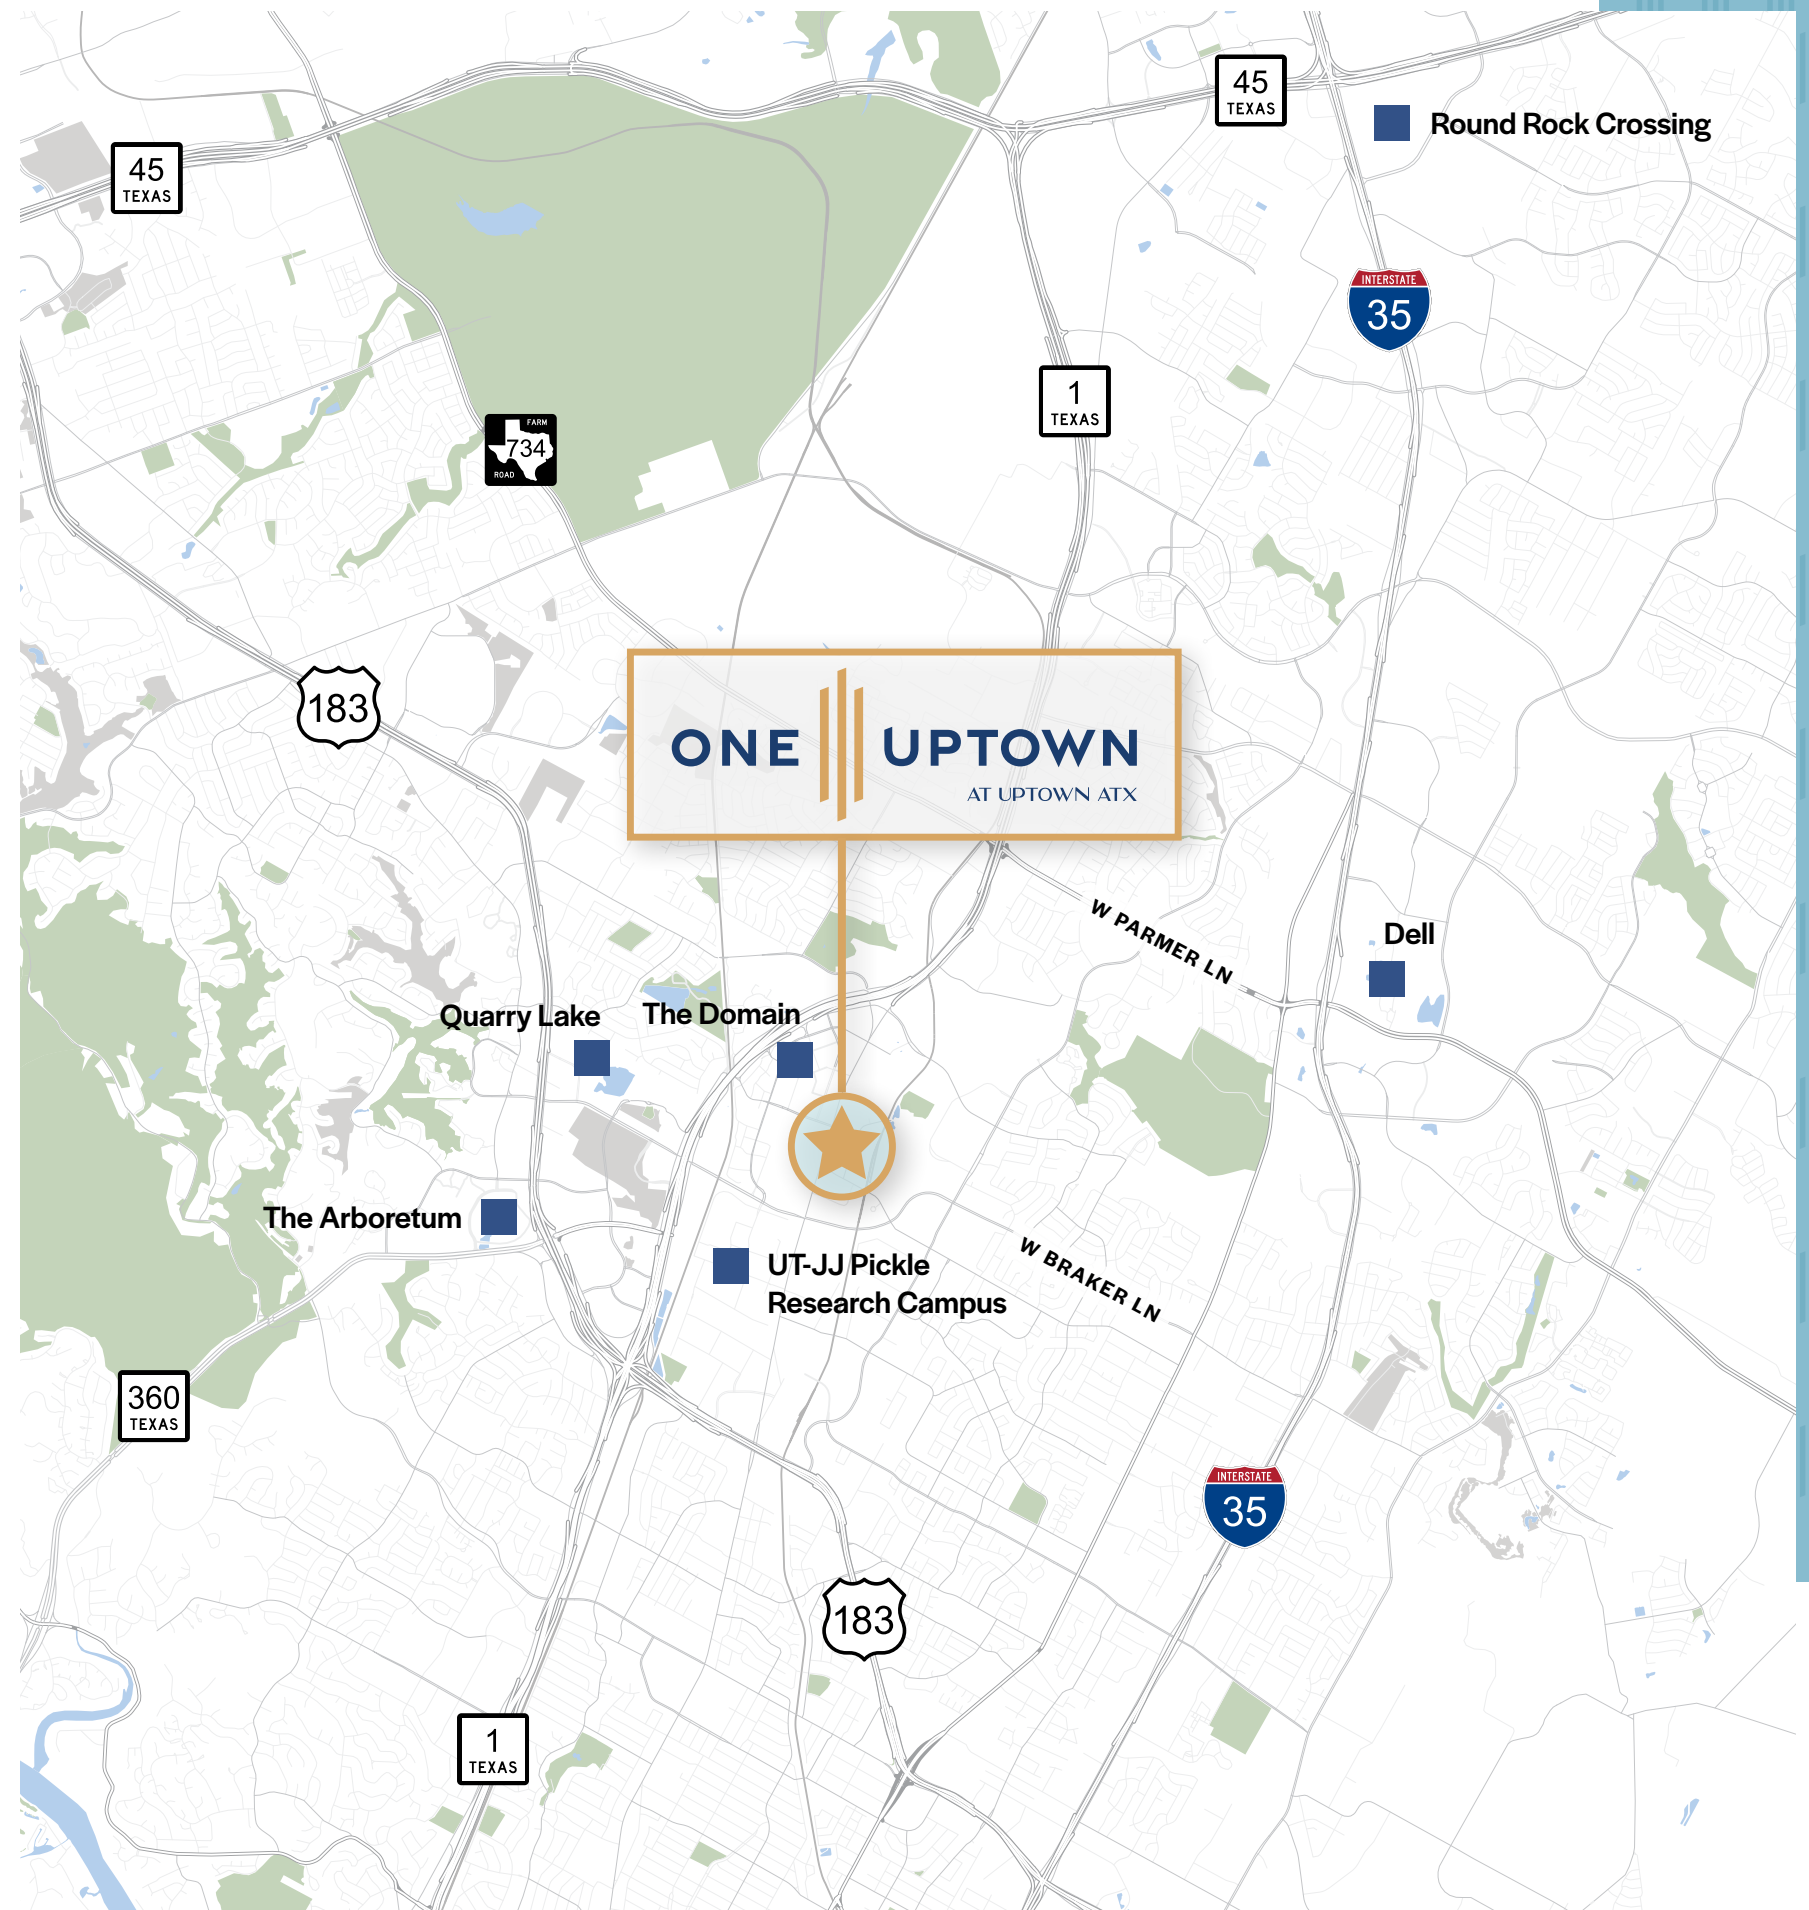 45
TEXAS
Round Rock Crossing
45
TEXAS
INTERSTATE
35
1
TEXAS
FARM
734
ROAD
183
ONE UPTOWN
AT UPTOWN ATX
W PARMER LN
Dell
Quarry Lake
The Domain
The Arboretum
UT-JJ Pickle
Research Campus
W BRAKER LN
360
TEXAS
INTERSTATE
35
183
1
TEXAS